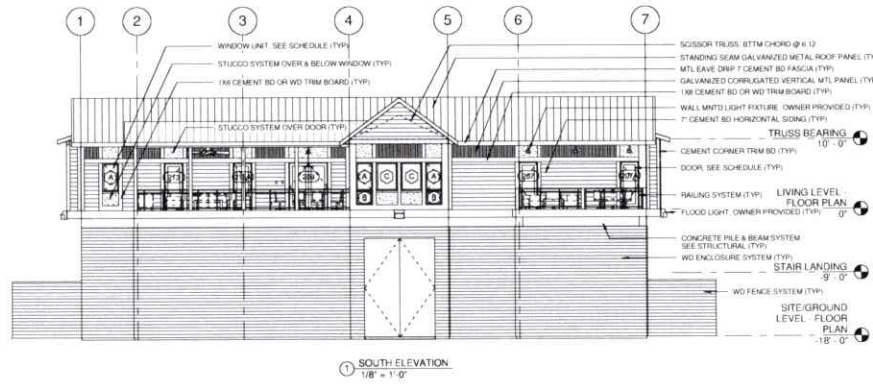 1 2 3 4 5 6 7
WINDOW UNIT. SEE SCHEDULE (TYP)
STUCCO SYSTEM OVER & BELOW WINDOW (TYP)
1X6 CEMENT BD OR WD TRIM BOARD (TYP)
STUCCO SYSTEM OVER DOOR (TYP)
SCISSOR TRUSS. BTTM CHORD @ 6:12
STANDING SEAM GALVANIZED METAL ROOF PANEL (TY
MTL EAVE DRIP 7 CEMENT BD FASCIA (TYP)
GALVANIZED CORRUGATED VERTICAL MTL PANEL (TYP
1X8 CEMENT BD OR WD TRIM BOARD (TYP)
WALL MNTD LIGHT FIXTURE OWNER PROVIDED (TYP)
7" CEMENT BD HORIZONTAL SIDING (TYP)
TRUSS BEARING
10' - 0"
CEMENT CORNER TRIM BD (TYP)
DOOR, SEE SCHEDULE (TYP)
RAILING SYSTEM (TYP)
LIVING LEVEL -
FLOOR PLAN
0"
FLOOD LIGHT OWNER PROVIDED (TYP)
CONCRETE PILE & BEAM SYSTEM
SEE STRUCTURAL (TYP)
WD ENCLOSURE SYSTEM (TYP)
STAIR LANDING
-9' - 0"
WD FENCE SYSTEM (TYP)
SITE/GROUND
LEVEL - FLOOR
PLAN
-18' - 0"
A A C C A A
B B
1 SOUTH ELEVATION
1/8" = 1'-0"